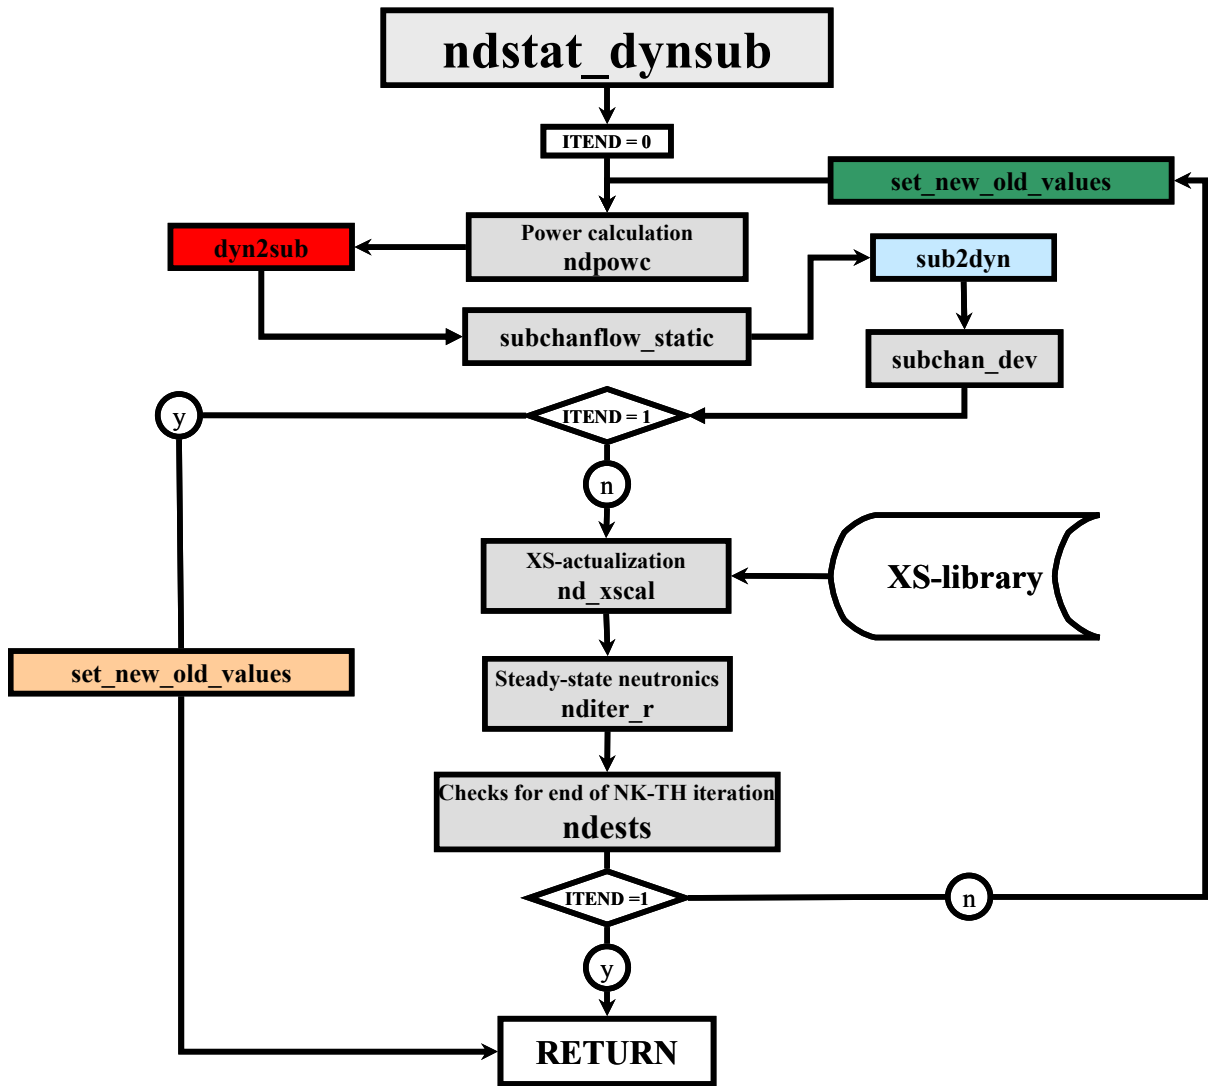 ndstat_dynsub
ITEND = 0
set_new_old_values
Power calculation
ndpowc
dyn2sub
sub2dyn
subchanflow_static
subchan_dev
ITEND = 1
y
n
XS-actualization
nd_xscal
XS-library
set_new_old_values
Steady-state neutronics
nditer_r
Checks for end of NK-TH iteration
ndests
ITEND =1
n
y
RETURN